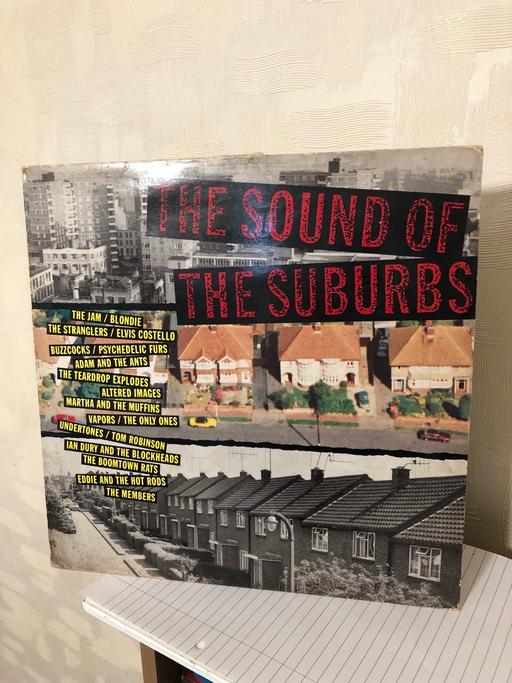 THE SOUND OF
THE SUBURBS
THE JAM / BLONDIE
THE STRANGLERS / ELVIS COSTELLO
BUZZCOCKS / PSYCHEDELIC FURS
ADAM AND THE ANTS
THE TEARDROP EXPLODES
ALTERED IMAGES
MARTHA AND THE MUFFINS
VAPORS / THE ONLY ONES
UNDERTONES / TOM ROBINSON
IAN DURY AND THE BLOCKHEADS
THE BOOMTOWN RATS
EDDIE AND THE HOT RODS
THE MEMBERS